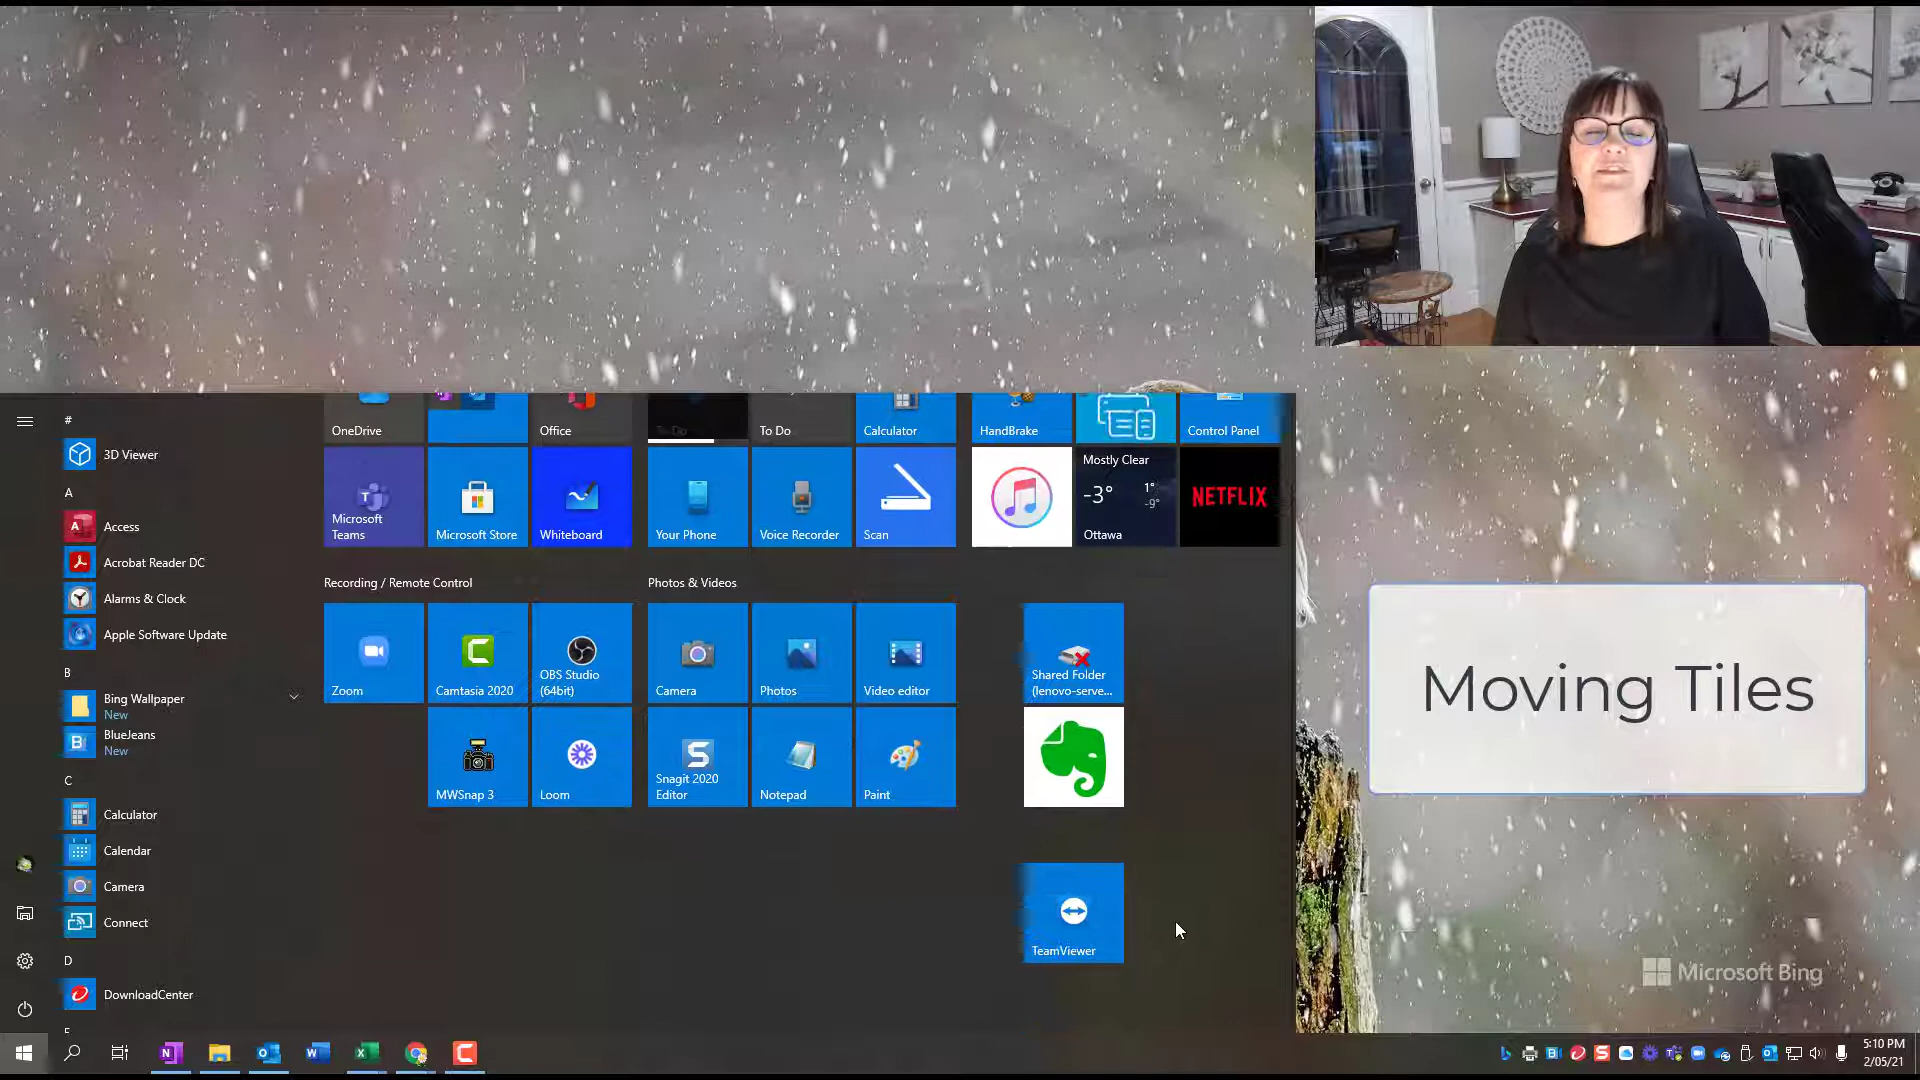 #
3D Viewer
A
Access
Acrobat Reader DC
Alarms & Clock
Apple Software Update
B
Bing Wallpaper
New
BlueJeans
New
C
Calculator
Calendar
Camera
Connect
D
DownloadCenter
OneDrive
Office
To Do
To Do
Calculator
HandBrake
Control Panel
Microsoft
Teams
Microsoft Store
Whiteboard
Your Phone
Voice Recorder
Scan
Mostly Clear
-3°
1°
-9°
Ottawa
NETFLIX
Recording / Remote Control
Photos & Videos
Zoom
Camtasia 2020
OBS Studio
(64bit)
Camera
Photos
Video editor
Shared Folder
(lenovo-serve...
MWSnap 3
Loom
Snagit 2020
Editor
Notepad
Paint
TeamViewer
Moving Tiles
Microsoft Bing
5:10 PM
2/05/21